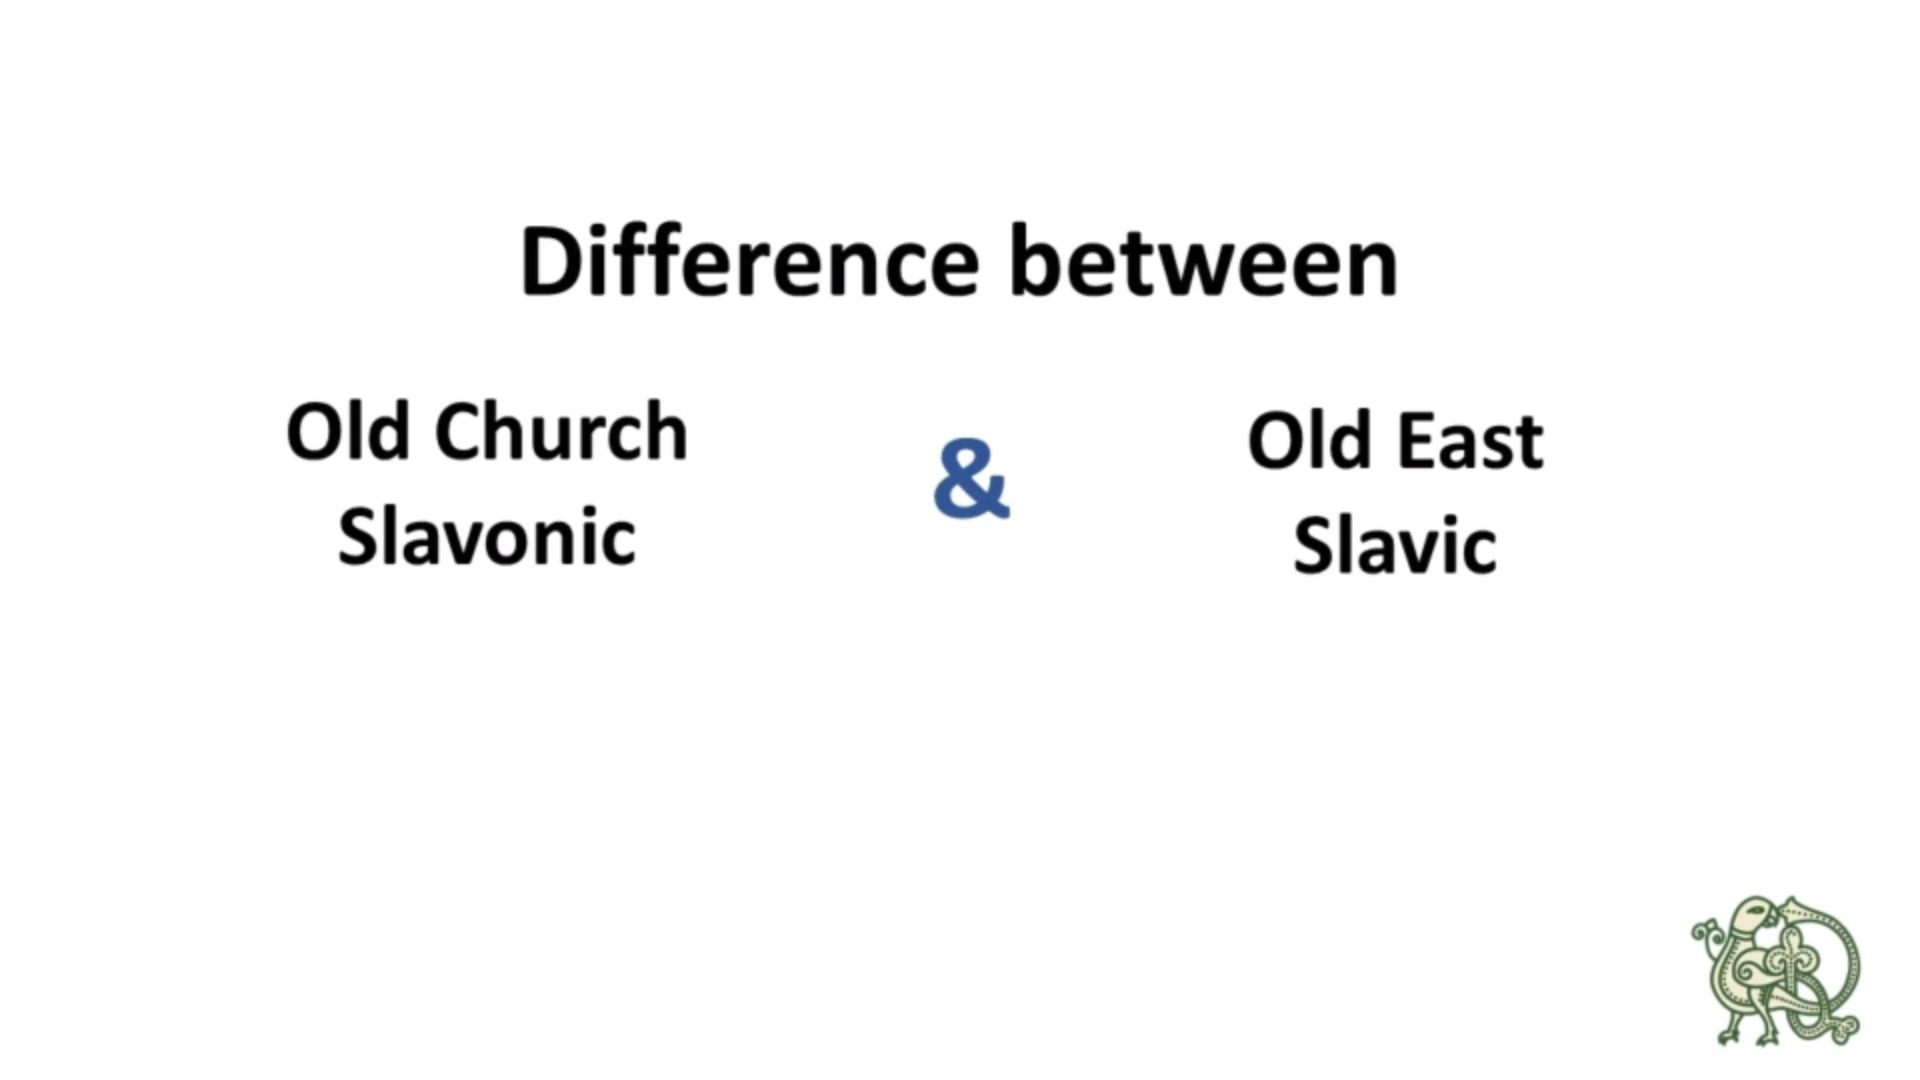 Difference between
Old Church
Slavonic
&
Old East
Slavic